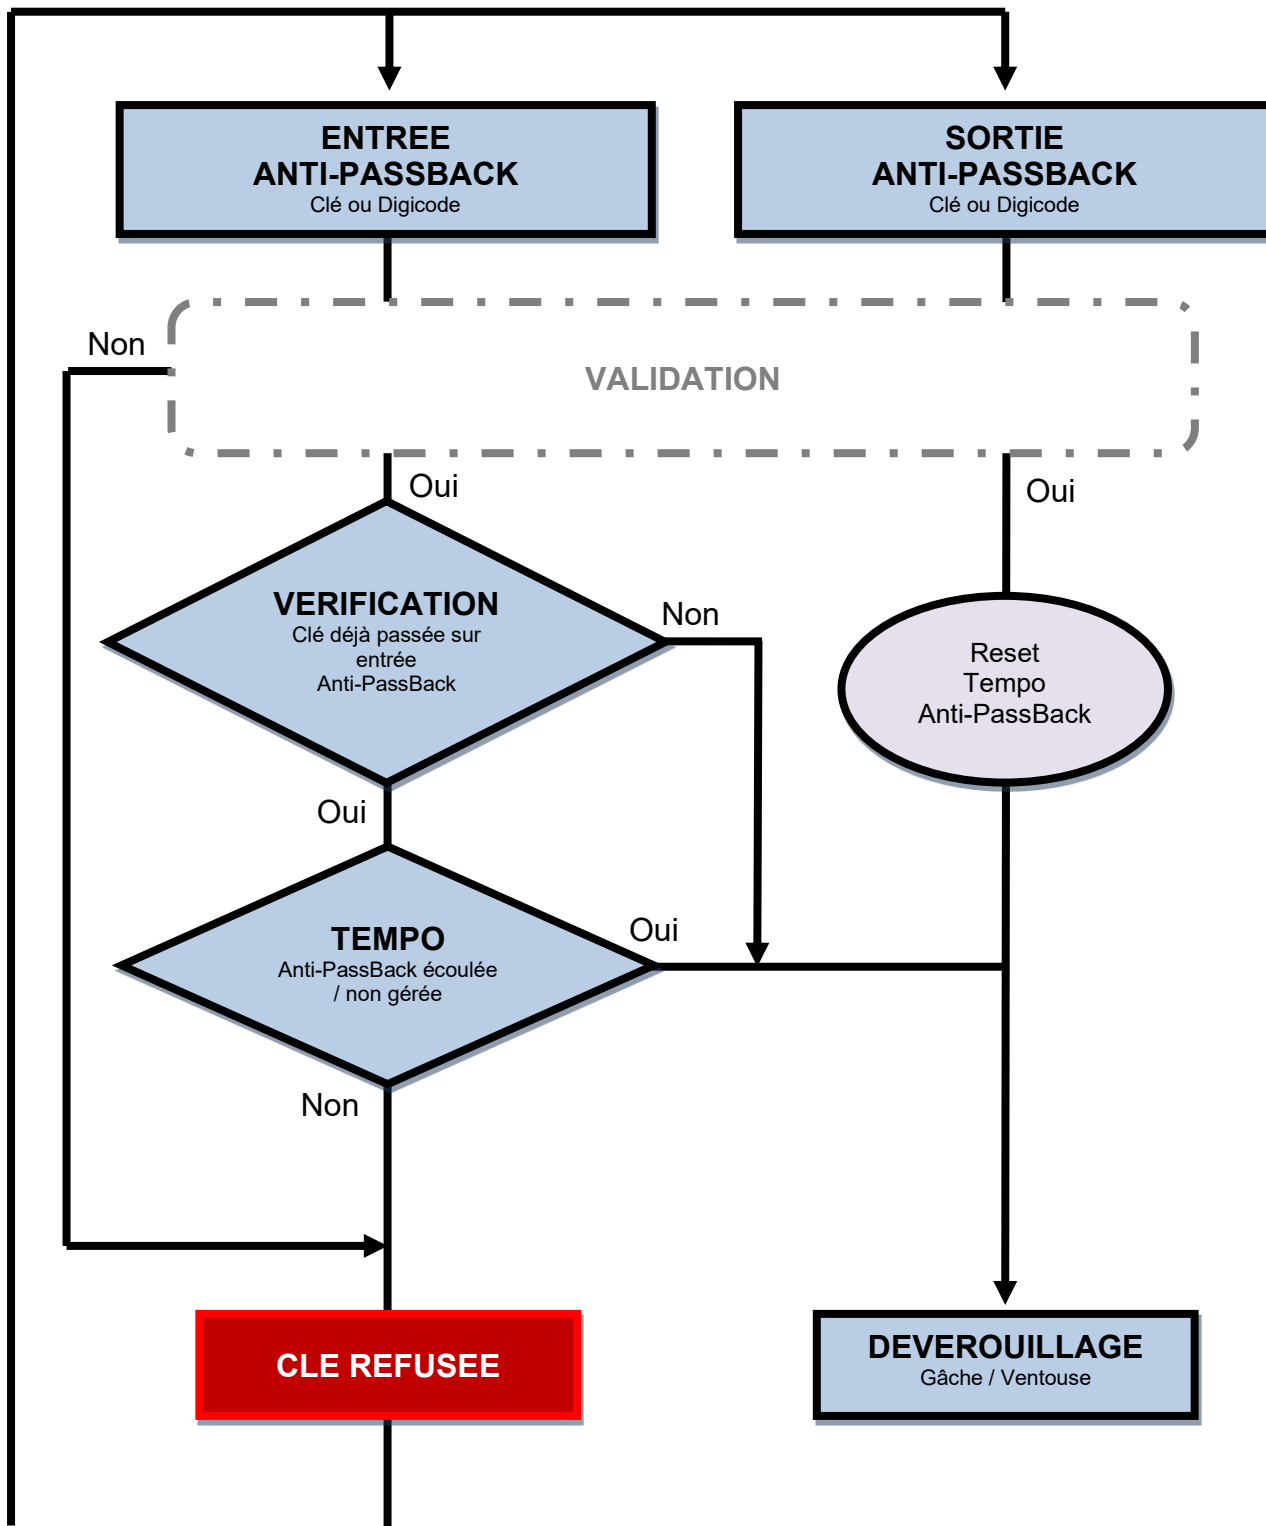 ENTREE
ANTI-PASSBACK
Clé ou Digicode
SORTIE
ANTI-PASSBACK
Clé ou Digicode
Non
VALIDATION
Oui
Oui
VERIFICATION
Clé déjà passée sur
entrée
Anti-PassBack
Non
Reset
Tempo
Anti-PassBack
Oui
TEMPO
Anti-PassBack écoulée
/ non gérée
Oui
Non
CLE REFUSEE
DEVEROUILLAGE
Gâche / Ventouse